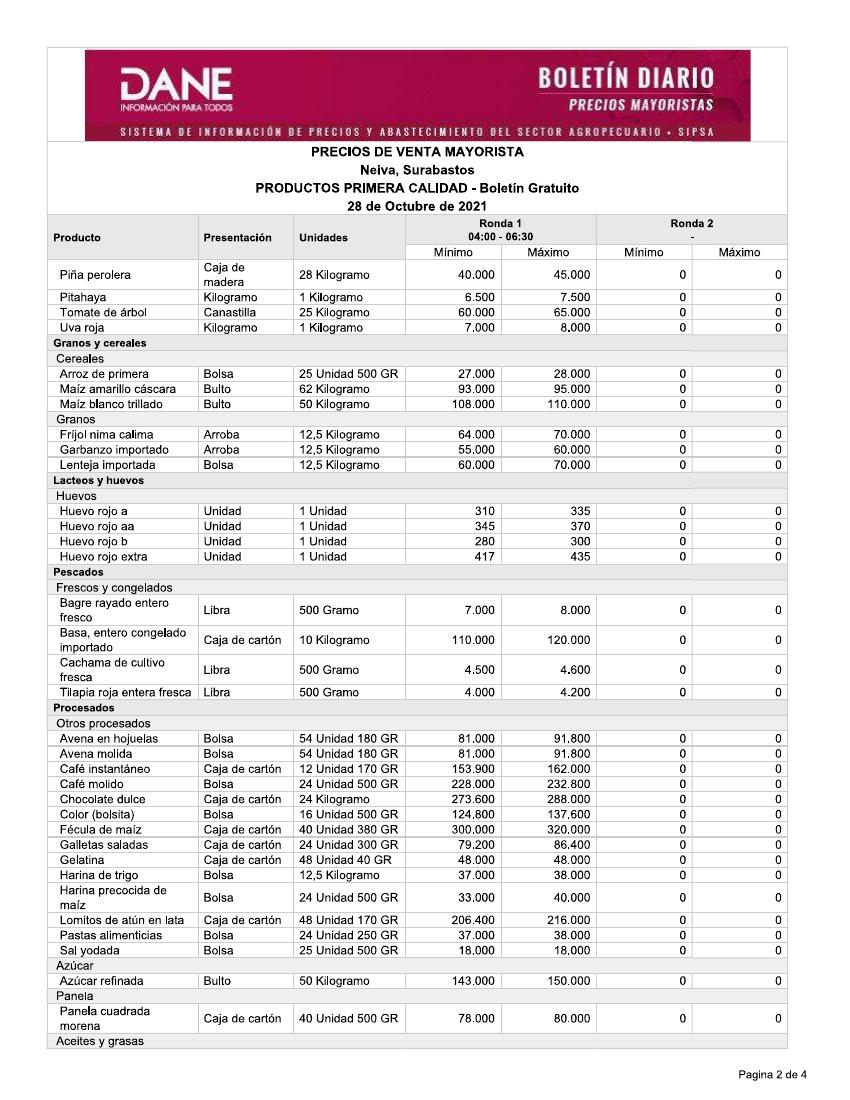 DANE
INFORMACIÓN PARA TODOS
BOLETÍN DIARIO
PRECIOS MAYORISTAS
SISTEMA DE INFORMACIÓN DE PRECIOS Y ABASTECIMIENTO DEL SECTOR AGROPECUARIO • SIPSA
PRECIOS DE VENTA MAYORISTA
Neiva, Surabastos
PRODUCTOS PRIMERA CALIDAD - Boletín Gratuito
28 de Octubre de 2021
Producto Presentación Unidades Ronda 1 04:00 - 06:30 Ronda 2 -
Mínimo Máximo Mínimo Máximo
Piña perolera Caja de madera 28 Kilogramo 40.000 45.000 0 0
Pitahaya Kilogramo 1 Kilogramo 6.500 7.500 0 0
Tomate de árbol Canastilla 25 Kilogramo 60.000 65.000 0 0
Uva roja Kilogramo 1 Kilogramo 7.000 8.000 0 0
Granos y cereales
Cereales
Arroz de primera Bolsa 25 Unidad 500 GR 27.000 28.000 0 0
Maíz amarillo cáscara Bulto 62 Kilogramo 93.000 95.000 0 0
Maíz blanco trillado Bulto 50 Kilogramo 108.000 110.000 0 0
Granos
Fríjol nima calima Arroba 12,5 Kilogramo 64.000 70.000 0 0
Garbanzo importado Arroba 12,5 Kilogramo 55.000 60.000 0 0
Lenteja importada Bolsa 12,5 Kilogramo 60.000 70.000 0 0
Lacteos y huevos
Huevos
Huevo rojo a Unidad 1 Unidad 310 335 0 0
Huevo rojo aa Unidad 1 Unidad 345 370 0 0
Huevo rojo b Unidad 1 Unidad 280 300 0 0
Huevo rojo extra Unidad 1 Unidad 417 435 0 0
Pescados
Frescos y congelados
Bagre rayado entero fresco Libra 500 Gramo 7.000 8.000 0 0
Basa, entero congelado importado Caja de cartón 10 Kilogramo 110.000 120.000 0 0
Cachama de cultivo fresca Libra 500 Gramo 4.500 4.600 0 0
Tilapia roja entera fresca Libra 500 Gramo 4.000 4.200 0 0
Procesados
Otros procesados
Avena en hojuelas Bolsa 54 Unidad 180 GR 81.000 91.800 0 0
Avena molida Bolsa 54 Unidad 180 GR 81.000 91.800 0 0
Café instantáneo Caja de cartón 12 Unidad 170 GR 153.900 162.000 0 0
Café molido Bolsa 24 Unidad 500 GR 228.000 232.800 0 0
Chocolate dulce Caja de cartón 24 Kilogramo 273.600 288.000 0 0
Color (bolsita) Bolsa 16 Unidad 500 GR 124.800 137.600 0 0
Fécula de maíz Caja de cartón 40 Unidad 380 GR 300.000 320.000 0 0
Galletas saladas Caja de cartón 24 Unidad 300 GR 79.200 86.400 0 0
Gelatina Caja de cartón 48 Unidad 40 GR 48.000 48.000 0 0
Harina de trigo Bolsa 12,5 Kilogramo 37.000 38.000 0 0
Harina precocida de maíz Bolsa 24 Unidad 500 GR 33.000 40.000 0 0
Lomitos de atún en lata Caja de cartón 48 Unidad 170 GR 206.400 216.000 0 0
Pastas alimenticias Bolsa 24 Unidad 250 GR 37.000 38.000 0 0
Sal yodada Bolsa 25 Unidad 500 GR 18.000 18.000 0 0
Azúcar
Azúcar refinada Bulto 50 Kilogramo 143.000 150.000 0 0
Panela
Panela cuadrada morena Caja de cartón 40 Unidad 500 GR 78.000 80.000 0 0
Aceites y grasas
Pagina 2 de 4